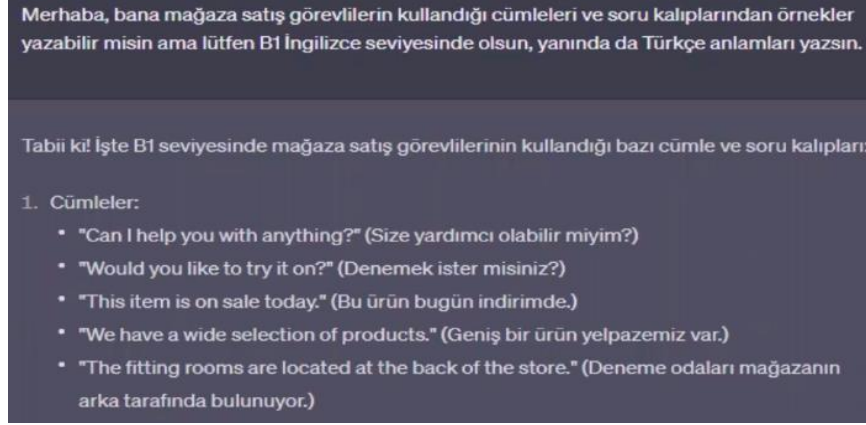 Merhaba, bana mağaza satış görevlilerin kullandığı cümleleri ve soru kalıplarından örnekler
yazabilir misin ama lütfen B1 İngilizce seviyesinde olsun, yanında da Türkçe anlamları yazsın.
Tabii ki! İşte B1 seviyesinde mağaza satış görevlilerinin kullandığı bazı cümle ve soru kalıpları:
1. Cümleler:
• "Can I help you with anything?" (Size yardımcı olabilir miyim?)
• "Would you like to try it on?" (Denemek ister misiniz?)
• "This item is on sale today." (Bu ürün bugün indirimde.)
• "We have a wide selection of products." (Geniş bir ürün yelpazemiz var.)
• "The fitting rooms are located at the back of the store." (Deneme odaları mağazanın
arka tarafında bulunuyor.)